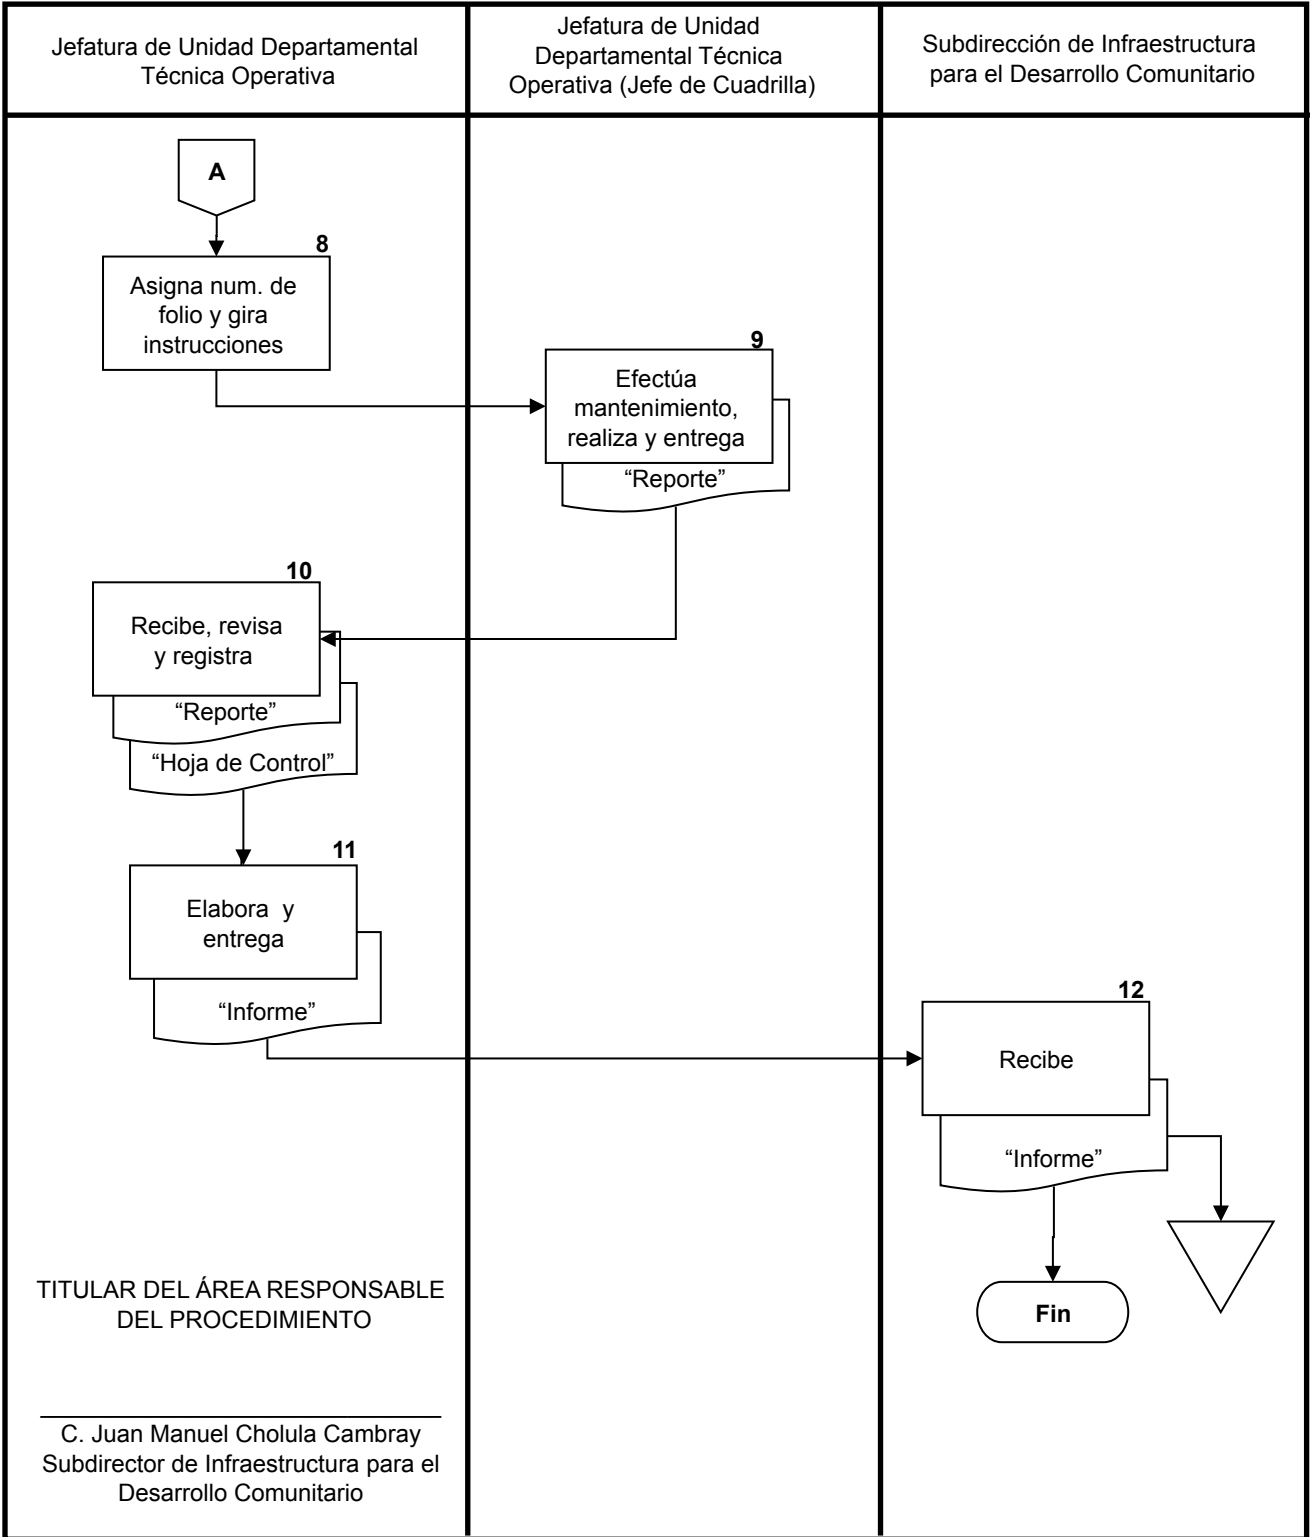 Jefatura de Unidad Departamental
Técnica Operativa
Jefatura de Unidad
Departamental Técnica
Operativa (Jefe de Cuadrilla)
Subdirección de Infraestructura
para el Desarrollo Comunitario
A
8
Asigna num. de
folio y gira
instrucciones
9
Efectúa
mantenimiento,
realiza y entrega
“Reporte”
10
Recibe, revisa
y registra
“Reporte”
“Hoja de Control”
11
Elabora y
entrega
“Informe”
12
Recibe
“Informe”
Fin
TITULAR DEL ÁREA RESPONSABLE
DEL PROCEDIMIENTO
C. Juan Manuel Cholula Cambray
Subdirector de Infraestructura para el
Desarrollo Comunitario